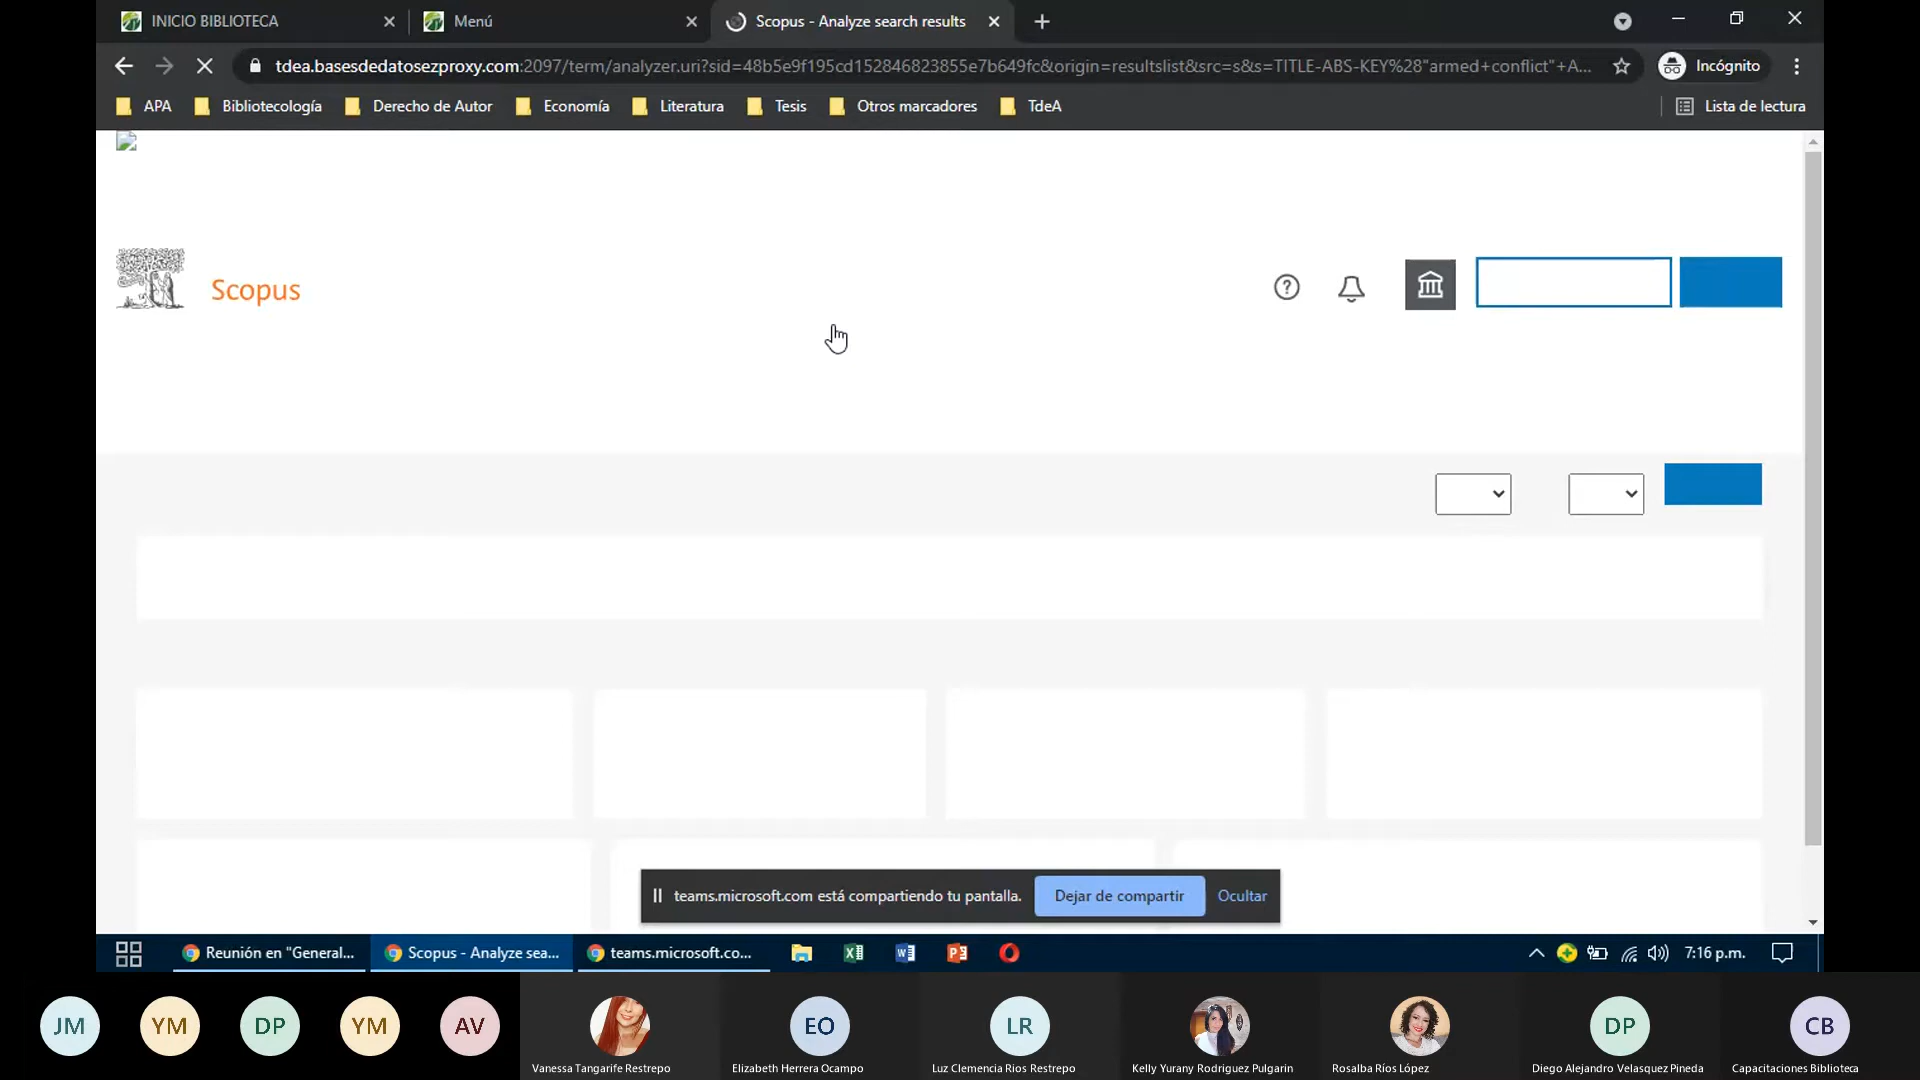 INICIO BIBLIOTECA
Menú
Scopus - Analyze search results
tdea.basesdedatosezproxy.com:2097/term/analyzer.uri?sid=48b5e9f195cd152846823855e7b649fc&origin=resultslist&src=s&s=TITLE-ABS-KEY%28"armed+conflict"+A...
Incógnito
APA
Bibliotecología
Derecho de Autor
Economía
Literatura
Tesis
Otros marcadores
TdeA
Lista de lectura
Scopus
teams.microsoft.com está compartiendo tu pantalla.
Dejar de compartir
Ocultar
Reunión en "General...
Scopus - Analyze sea...
teams.microsoft.co...
7:16 p.m.
JM
YM
DP
YM
AV
EO
LR
DP
CB
Vanessa Tangarife Restrepo
Elizabeth Herrera Ocampo
Luz Clemencia Rios Restrepo
Kelly Yurany Rodriguez Pulgarin
Rosalba Ríos López
Diego Alejandro Velasquez Pineda
Capacitaciones Biblioteca